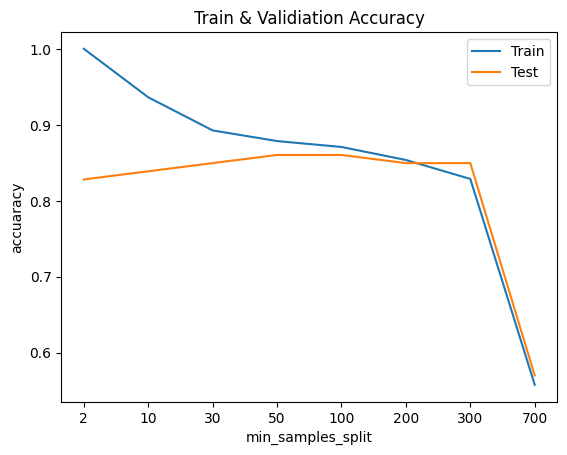 Train & Validiation Accuracy
accuaracy
1.0
0.9
0.8
0.7
0.6
Train
Test
2 10 30 50 100 200 300 700
min_samples_split